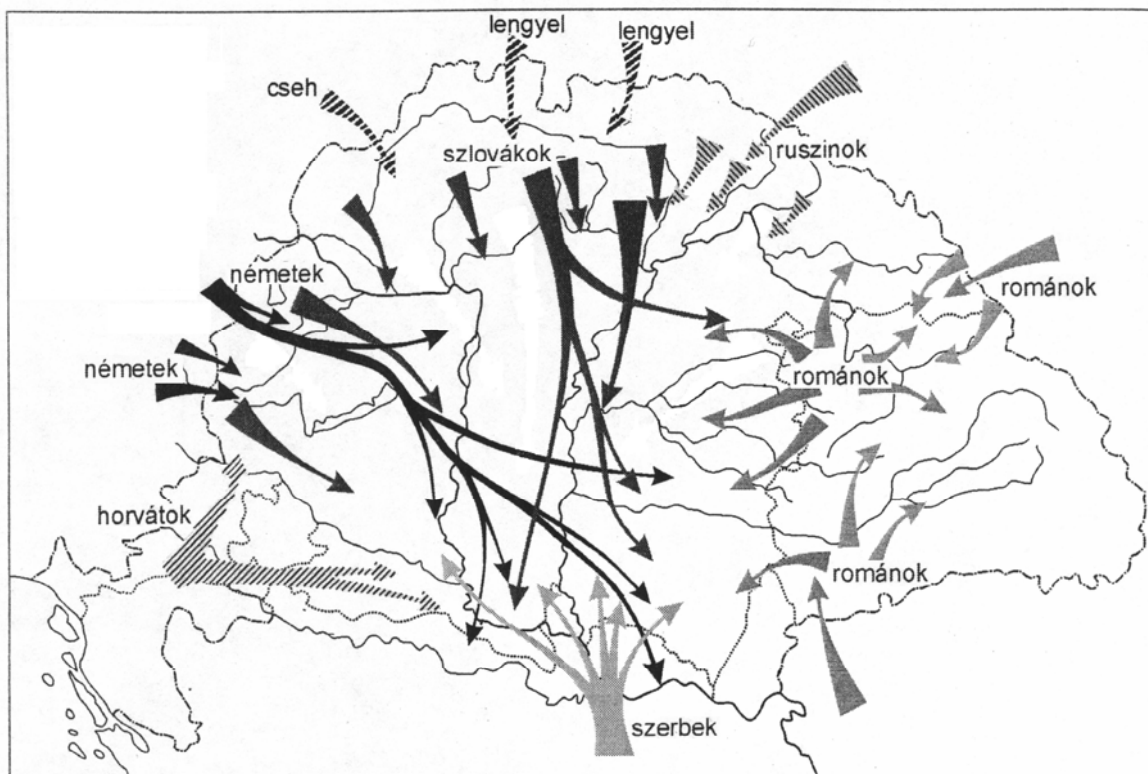 lengyel
lengyel
cseh
szlovákok
ruszinok
németek
románok
németek
románok
horvátok
románok
szerbek